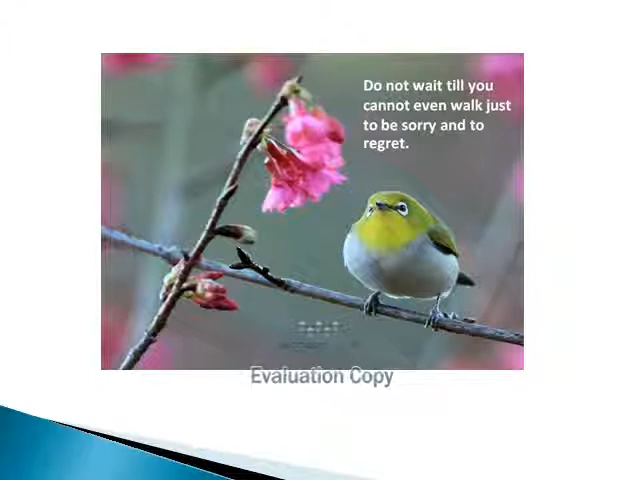 Do not wait till you
cannot even walk just
to be sorry and to
regret.
Evaluation Copy